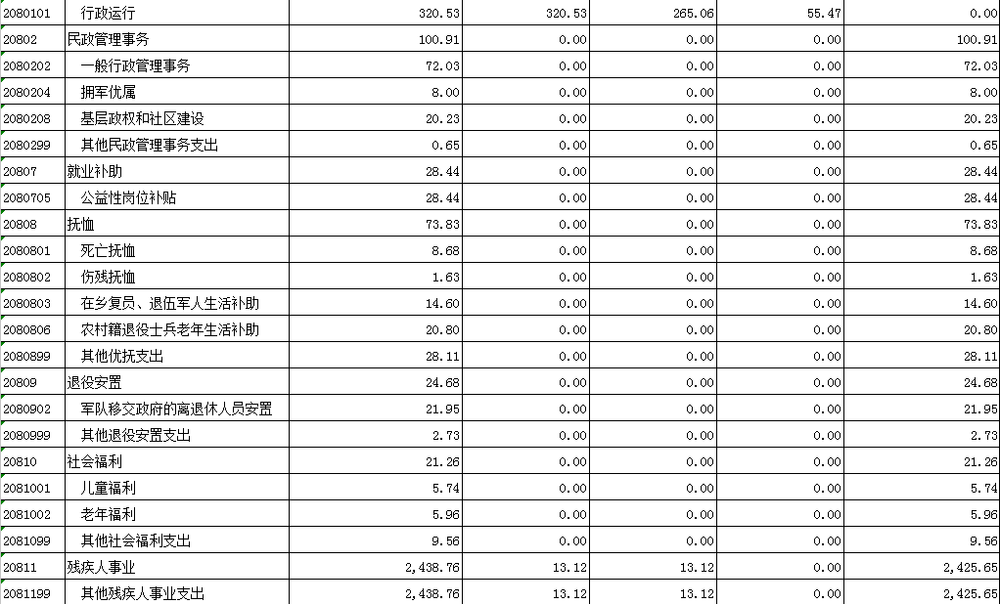 2080101 行政运行 320.53 320.53 265.06 55.47 0.00
20802 民政管理事务 100.91 0.00 0.00 0.00 100.91
2080202 一般行政管理事务 72.03 0.00 0.00 0.00 72.03
2080204 拥军优属 8.00 0.00 0.00 0.00 8.00
2080208 基层政权和社区建设 20.23 0.00 0.00 0.00 20.23
2080299 其他民政管理事务支出 0.65 0.00 0.00 0.00 0.65
20807 就业补助 28.44 0.00 0.00 0.00 28.44
2080705 公益性岗位补贴 28.44 0.00 0.00 0.00 28.44
20808 抚恤 73.83 0.00 0.00 0.00 73.83
2080801 死亡抚恤 8.68 0.00 0.00 0.00 8.68
2080802 伤残抚恤 1.63 0.00 0.00 0.00 1.63
2080803 在乡复员、退伍军人生活补助 14.60 0.00 0.00 0.00 14.60
2080806 农村籍退役士兵老年生活补助 20.80 0.00 0.00 0.00 20.80
2080899 其他优抚支出 28.11 0.00 0.00 0.00 28.11
20809 退役安置 24.68 0.00 0.00 0.00 24.68
2080902 军队移交政府的离退休人员安置 21.95 0.00 0.00 0.00 21.95
2080999 其他退役安置支出 2.73 0.00 0.00 0.00 2.73
20810 社会福利 21.26 0.00 0.00 0.00 21.26
2081001 儿童福利 5.74 0.00 0.00 0.00 5.74
2081002 老年福利 5.96 0.00 0.00 0.00 5.96
2081099 其他社会福利支出 9.56 0.00 0.00 0.00 9.56
20811 残疾人事业 2,438.76 13.12 13.12 0.00 2,425.65
2081199 其他残疾人事业支出 2,438.76 13.12 13.12 0.00 2,425.65